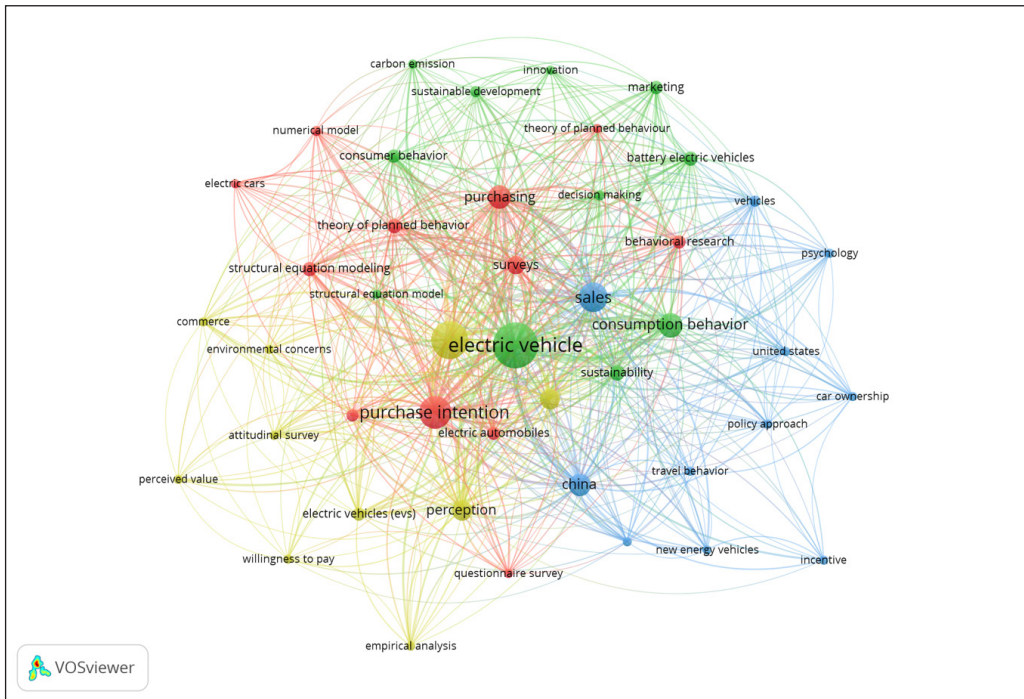 carbon emission
innovation
sustainable development
marketing
numerical model
theory of planned behaviour
consumer behavior
battery electric vehicles
electric cars
purchasing
decision making
vehicles
theory of planned behavior
behavioral research
psychology
structural equation modeling
surveys
structural equation model
sales
commerce
consumption behavior
environmental concerns
electric vehicle
united states
sustainability
car ownership
purchase intention
policy approach
attitudinal survey
electric automobiles
travel behavior
perceived value
china
electric vehicles (evs)
perception
new energy vehicles
willingness to pay
incentive
questionnaire survey
empirical analysis
VOSviewer